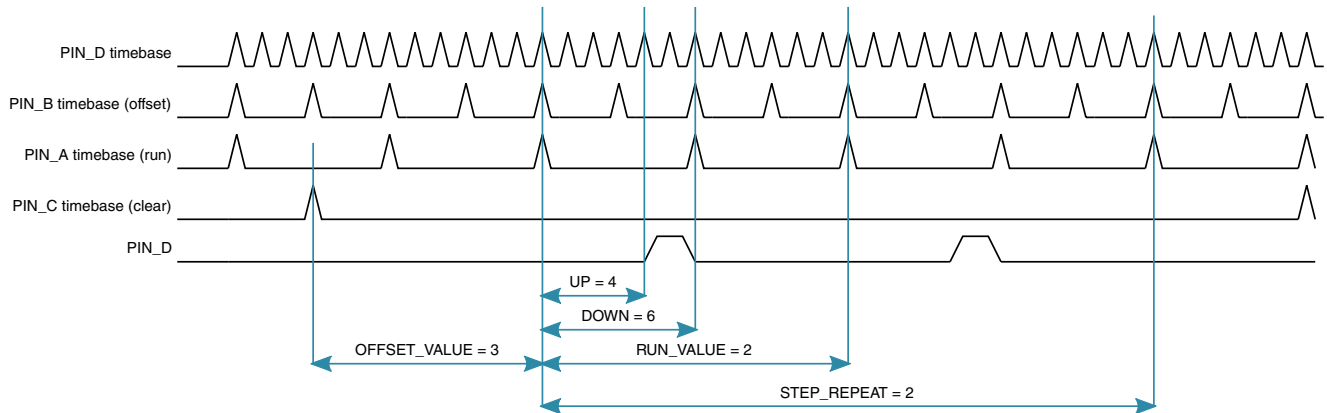 PIN_D timebase
PIN_B timebase (offset)
PIN_A timebase (run)
PIN_C timebase (clear)
PIN_D
UP = 4
DOWN = 6
OFFSET_VALUE = 3
RUN_VALUE = 2
STEP_REPEAT = 2